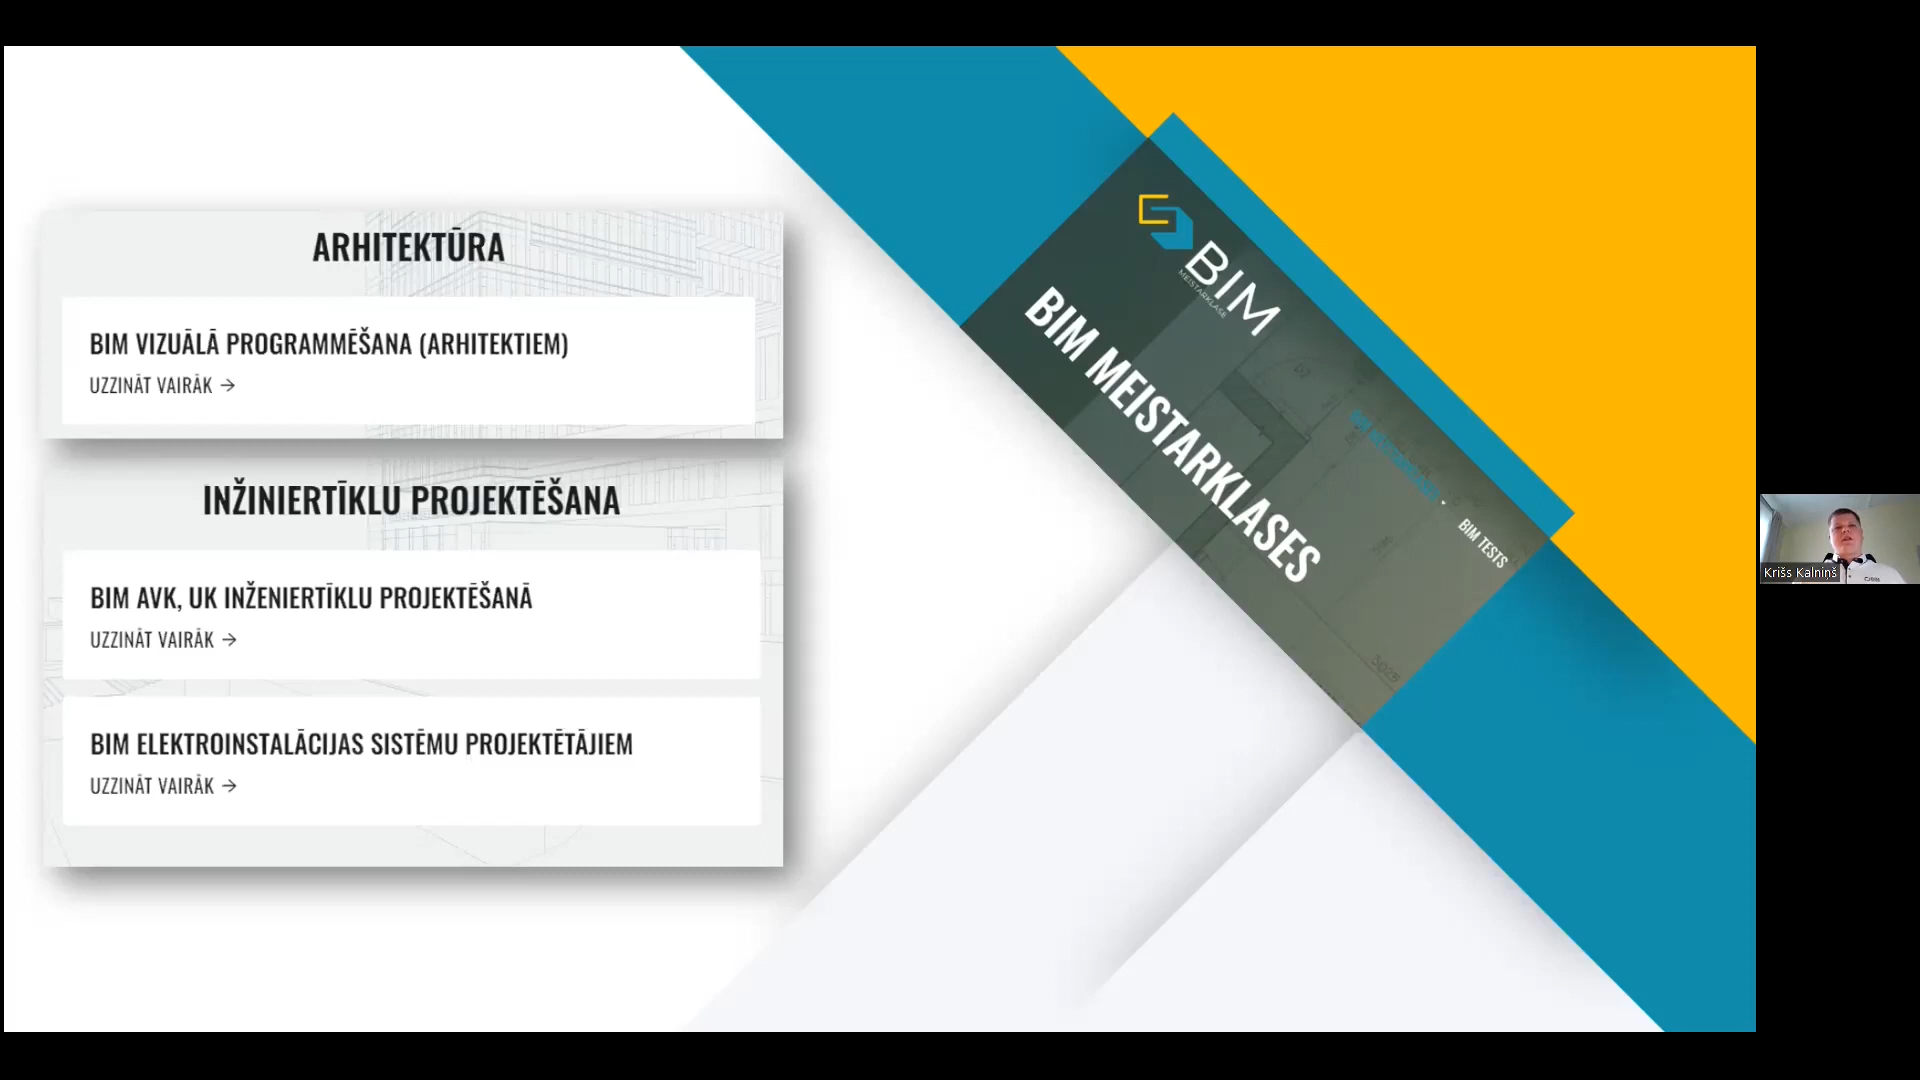 ARHITEKTŪRA
BIM VIZUĀLĀ PROGRAMMĒŠANA (ARHITEKTIEM)
UZZINĀT VAIRĀK →
INŽINIERTĪKLU PROJEKTĒŠANA
BIM AVK, UK INŽENIERTĪKLU PROJEKTĒŠANĀ
UZZINĀT VAIRĀK →
BIM ELEKTROINSTALĀCIJAS SISTĒMU PROJEKTĒTĀJIEM
UZZINĀT VAIRĀK →
BIM
MEISTARKLASE
BIM MEISTARKLASES
BIM TESTS
5025
Krišs Kalniņš